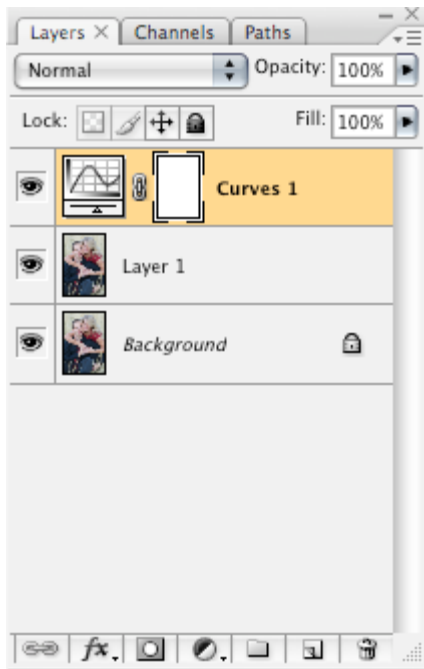 Layers × Channels Paths
Normal Opacity: 100%
Lock: Fill: 100%
Curves 1
Layer 1
Background
fx.